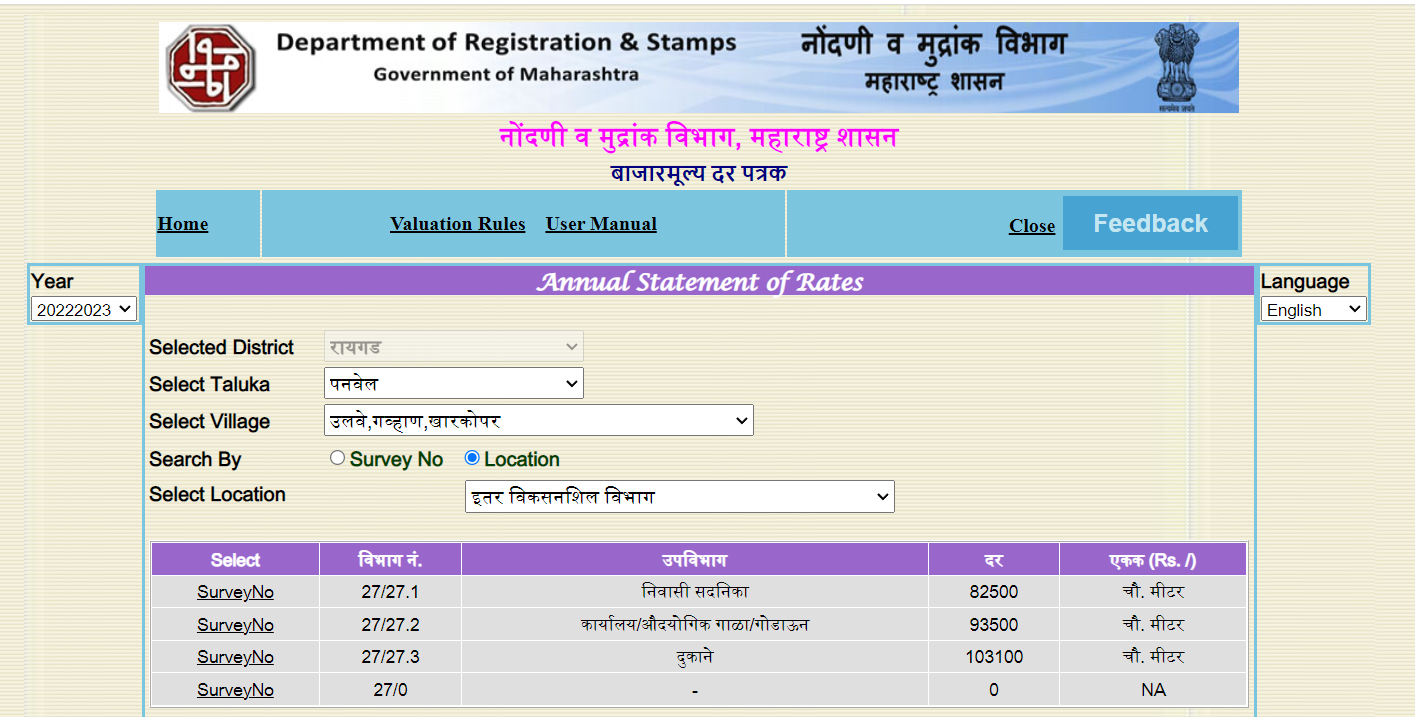 Department of Registration & Stamps
Government of Maharashtra
नोंदणी व मुद्रांक विभाग
महाराष्ट्र शासन
सत्यमेव जयते
नोंदणी व मुद्रांक विभाग, महाराष्ट्र शासन
बाजारमूल्य दर पत्रक
Home Valuation Rules User Manual Close Feedback
Year Annual Statement of Rates Language
20222023 English
Selected District रायगड
Select Taluka पनवेल
Select Village उलवे,गव्हाण,खारकोपर
Search By Survey No Location
Select Location इतर विकसनशिल विभाग
Select विभाग नं. उपविभाग दर एकक (Rs. /)
SurveyNo 27/27.1 निवासी सदनिका 82500 चौ. मीटर
SurveyNo 27/27.2 कार्यालय/औदयोगिक गाळा/गोडाऊन 93500 चौ. मीटर
SurveyNo 27/27.3 दुकाने 103100 चौ. मीटर
SurveyNo 27/0 - 0 NA